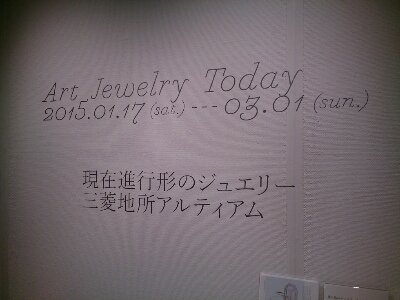 Art Jewelry Today
2015.01.17 (sat.) --- 03.01 (sun.)
現在進行形のジュエリー
三菱地所アルティアム